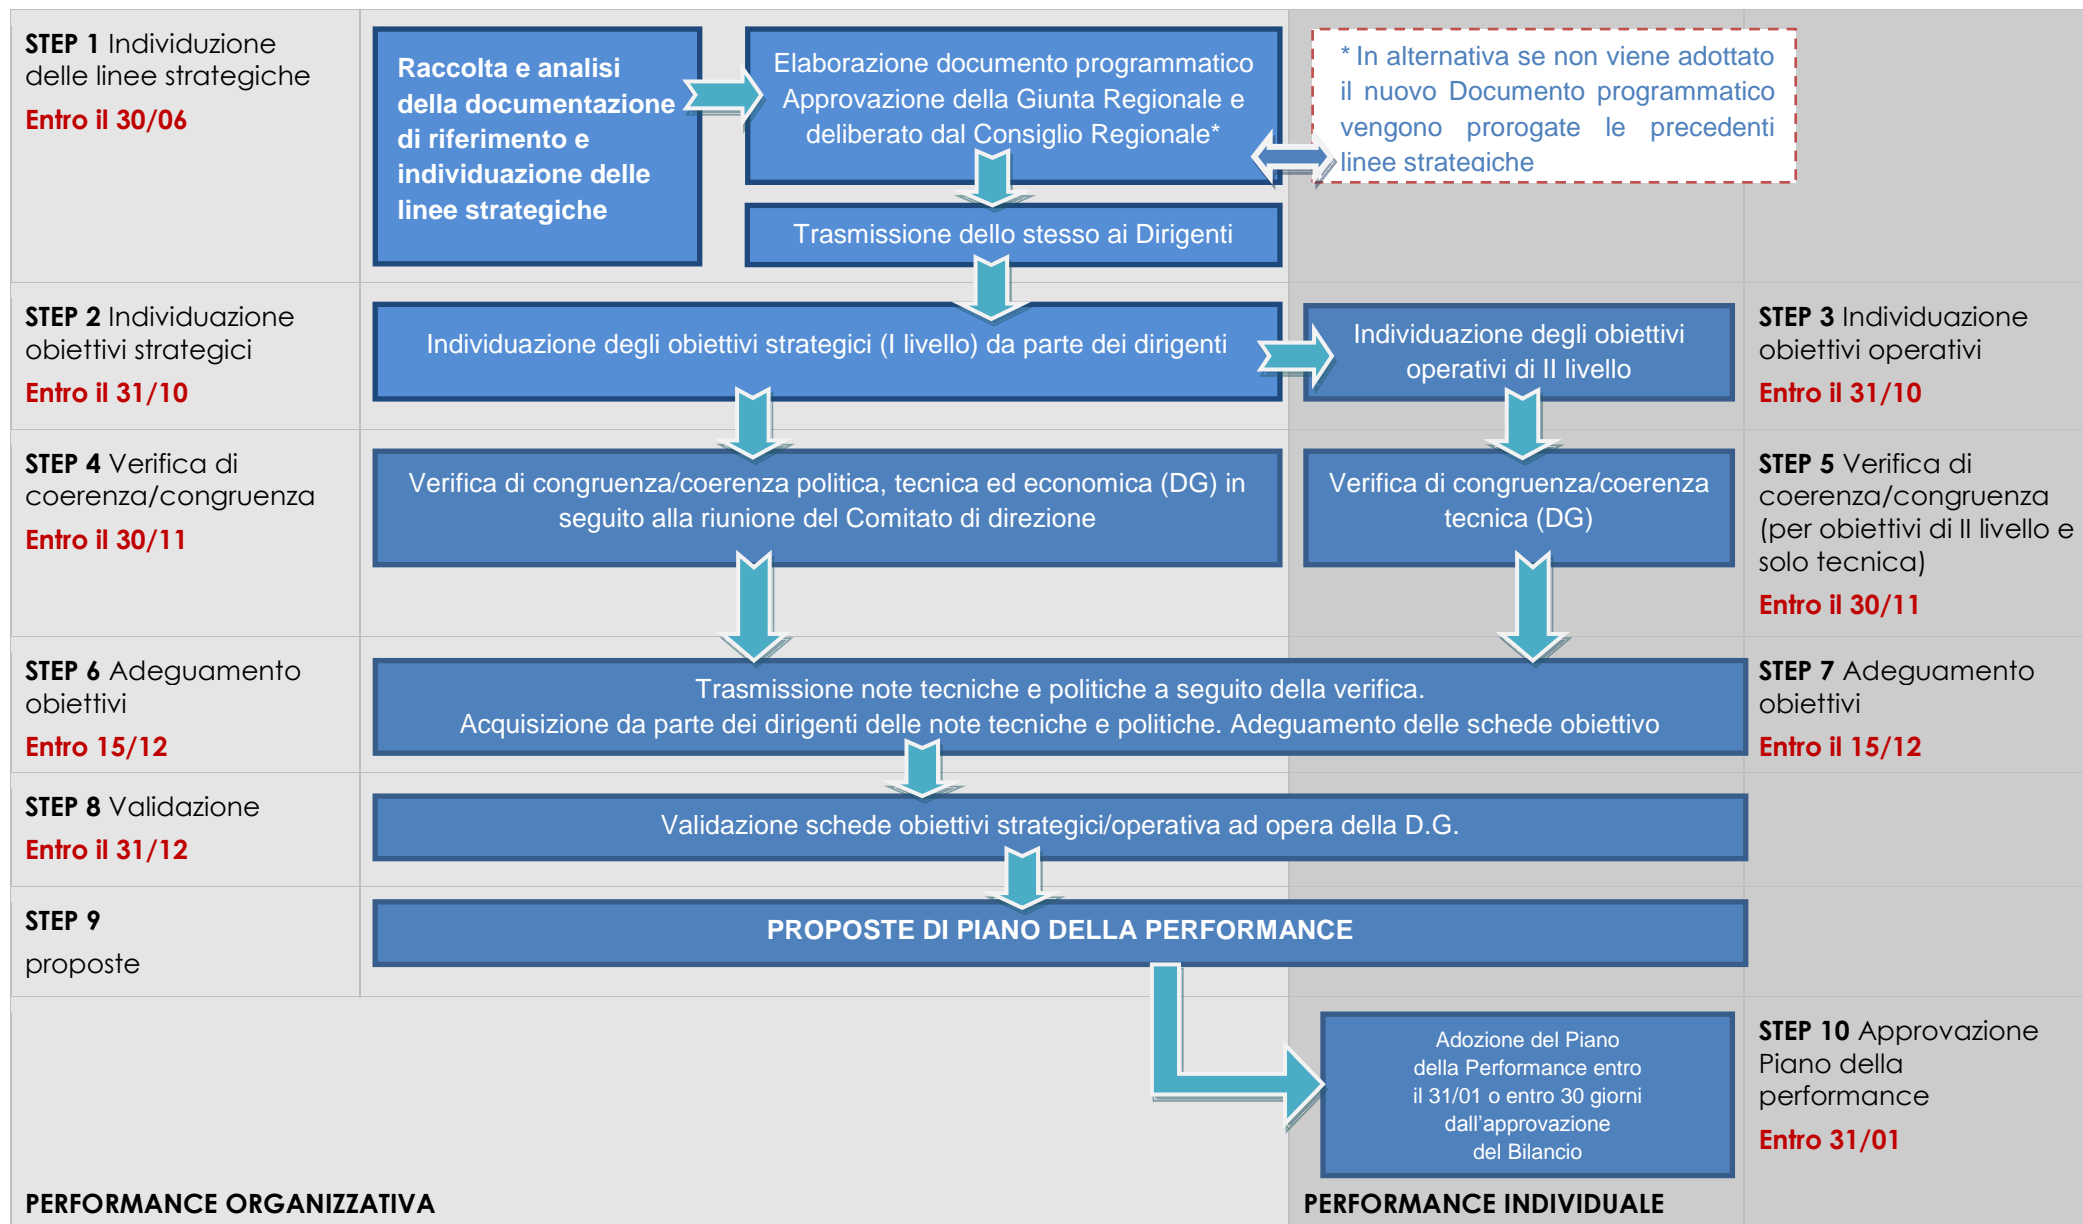 STEP 1 Individuzione
delle linee strategiche
Entro il 30/06
Raccolta e analisi
della documentazione
di riferimento e
individuazione delle
linee strategiche
Elaborazione documento programmatico
Approvazione della Giunta Regionale e
deliberato dal Consiglio Regionale*
* In alternativa se non viene adottato
il nuovo Documento programmatico
vengono prorogate le precedenti
linee strategiche
Trasmissione dello stesso ai Dirigenti
STEP 2 Individuazione
obiettivi strategici
Entro il 31/10
Individuazione degli obiettivi strategici (I livello) da parte dei dirigenti
Individuazione degli obiettivi
operativi di II livello
STEP 3 Individuazione
obiettivi operativi
Entro il 31/10
STEP 4 Verifica di
coerenza/congruenza
Entro il 30/11
Verifica di congruenza/coerenza politica, tecnica ed economica (DG) in
seguito alla riunione del Comitato di direzione
Verifica di congruenza/coerenza
tecnica (DG)
STEP 5 Verifica di
coerenza/congruenza
(per obiettivi di II livello e
solo tecnica)
Entro il 30/11
STEP 6 Adeguamento
obiettivi
Entro 15/12
Trasmissione note tecniche e politiche a seguito della verifica.
Acquisizione da parte dei dirigenti delle note tecniche e politiche. Adeguamento delle schede obiettivo
STEP 7 Adeguamento
obiettivi
Entro il 15/12
STEP 8 Validazione
Entro il 31/12
Validazione schede obiettivi strategici/operativa ad opera della D.G.
STEP 9
proposte
PROPOSTE DI PIANO DELLA PERFORMANCE
Adozione del Piano
della Performance entro
il 31/01 o entro 30 giorni
dall'approvazione
del Bilancio
STEP 10 Approvazione
Piano della
performance
Entro 31/01
PERFORMANCE ORGANIZZATIVA
PERFORMANCE INDIVIDUALE